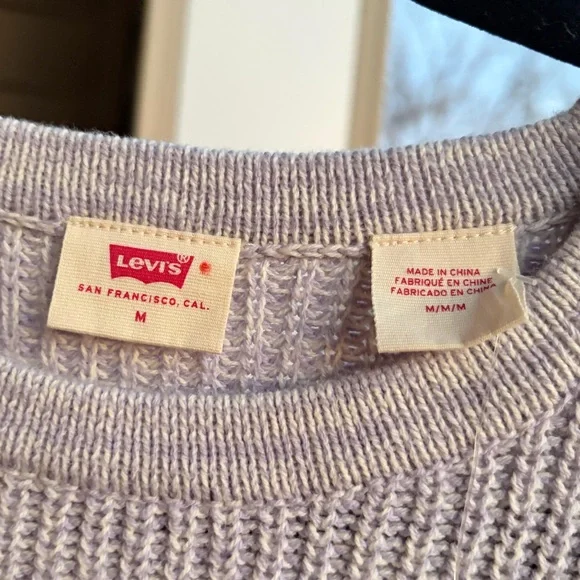 LEVI'S®
SAN FRANCISCO, CAL.
M
MADE IN CHINA
FABRIQUÉ EN CHINE
FABRICADO EN CHINA
M/M/M